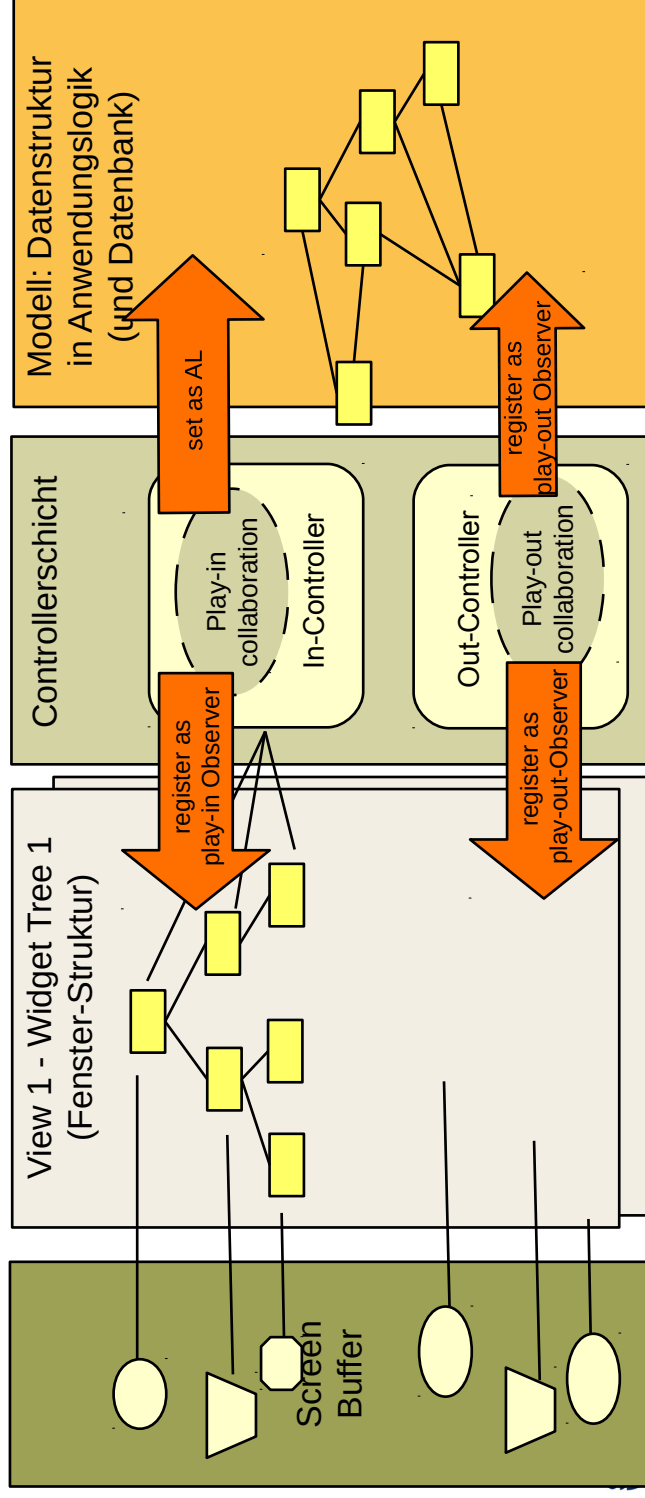 Modell: Datenstruktur
in Anwendungslogik
(und Datenbank)
set as AL
register as
play-out Observer
Controllerschicht
Play-in
collaboration
In-Controller
Out-Controller
Play-out
collaboration
register as
play-in Observer
register as
play-out-Observer
View 1 - Widget Tree 1
(Fenster-Struktur)
Screen
Buffer